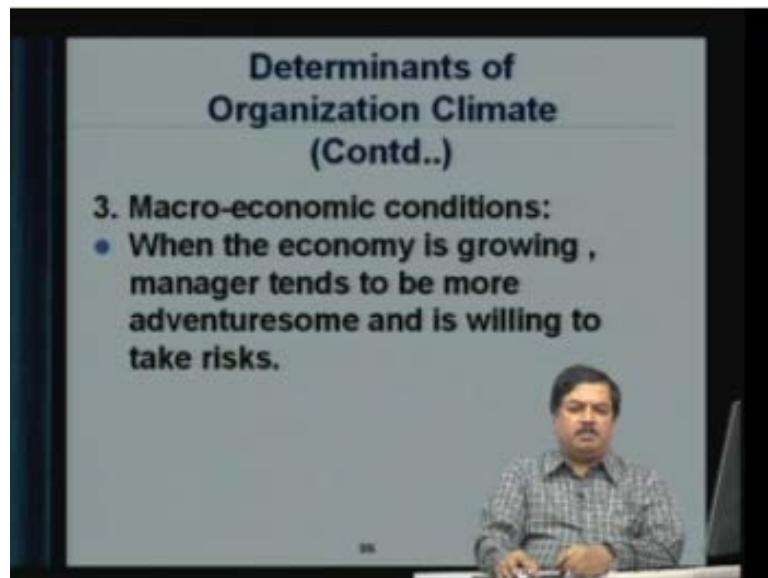 Determinants of
Organization Climate
(Contd..)
3. Macro-economic conditions:
When the economy is growing ,
manager tends to be more
adventuresome and is willing to
take risks.